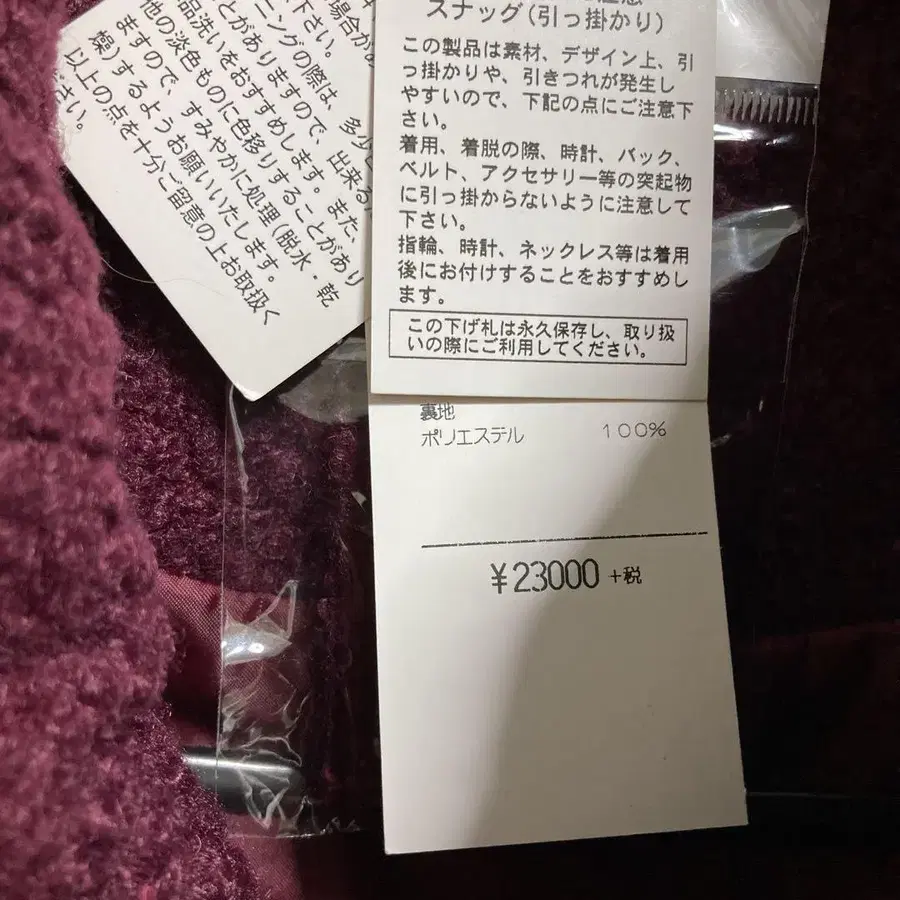 場合が
下さい。
ニングの際は、多少
とがありますので、出来る
品洗いをおすすめします。また、
他の淡色ものに色移りすることがあり
ますので、すみやかに処理(脱水・乾
燥)するようお願いいたします。
以上の点を十分ご留意の上お取扱く
さい。
スナッグ(引っ掛かり)
この製品は素材、デザイン上、引
っ掛かりや、引きつれが発生し
やすいので、下記の点にご注意下
さい。
着用、着脱の際、時計、バック、
ベルト、アクセサリー等の突起物
に引っ掛からないように注意して
下さい。
指輪、時計、ネックレス等は着用
後にお付けすることをおすすめし
ます。
この下げ札は永久保存し、取り扱
いの際にご利用してください。
裏地
ポリエステル 100%
¥23000 +税